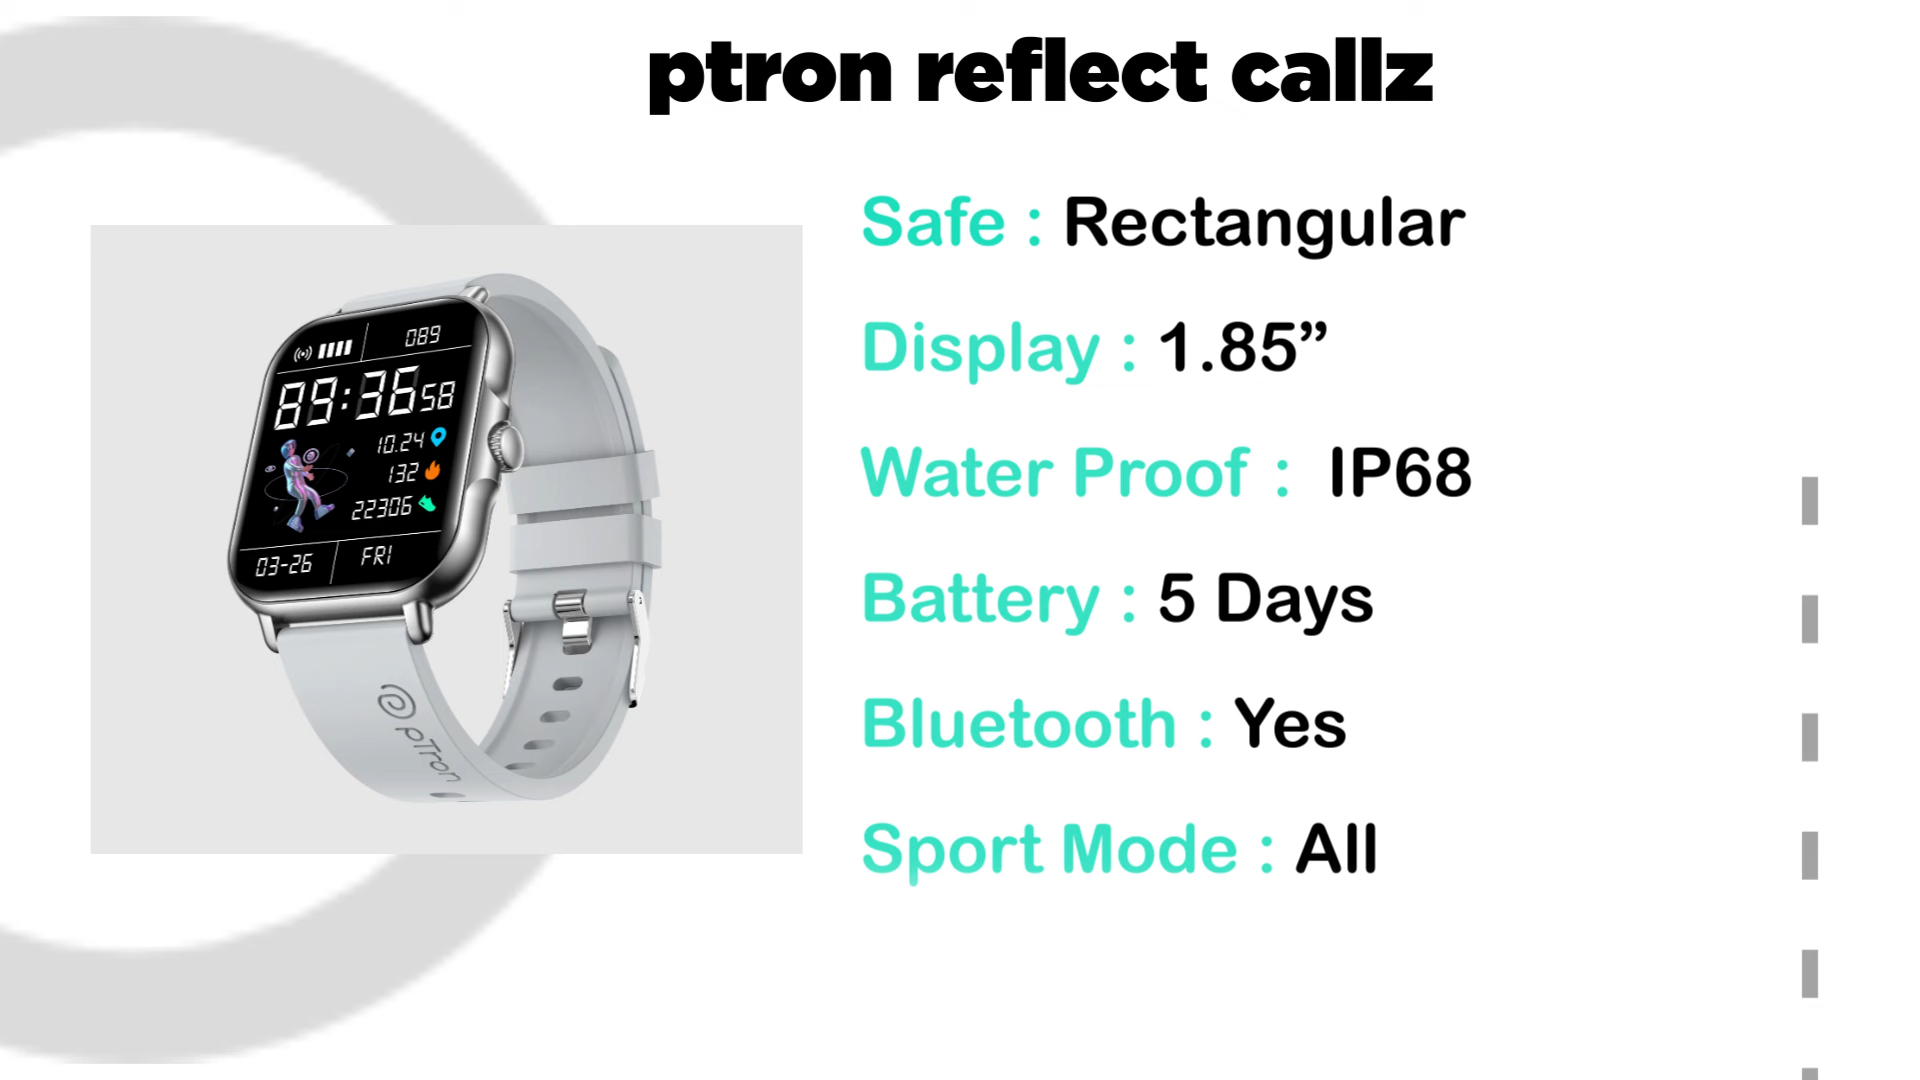 ptron reflect callz
Safe : Rectangular
Display : 1.85”
Water Proof : IP68
Battery : 5 Days
Bluetooth : Yes
Sport Mode : All
089
89:36 58
10.24
132
22306
03-26 FRI
pTron